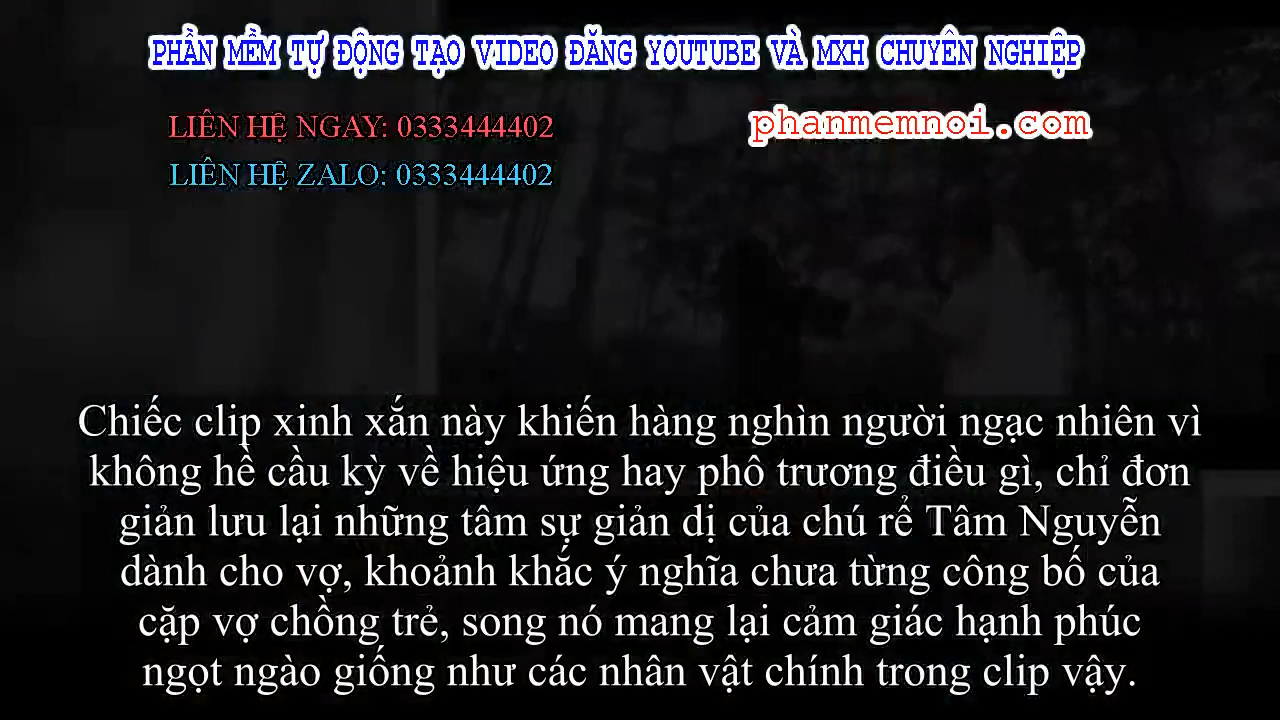 PHẦN MỀM TỰ ĐỘNG TẠO VIDEO ĐĂNG YOUTUBE VÀ MXH CHUYÊN NGHIỆP
LIÊN HỆ NGAY: 0333444402
phanmemnoi.com
LIÊN HỆ ZALO: 0333444402
Chiếc clip xinh xắn này khiến hàng nghìn người ngạc nhiên vì
không hề cầu kỳ về hiệu ứng hay phô trương điều gì, chỉ đơn
giản lưu lại những tâm sự giản dị của chú rể Tâm Nguyễn
dành cho vợ, khoảnh khắc ý nghĩa chưa từng công bố của
cặp vợ chồng trẻ, song nó mang lại cảm giác hạnh phúc
ngọt ngào giống như các nhân vật chính trong clip vậy.